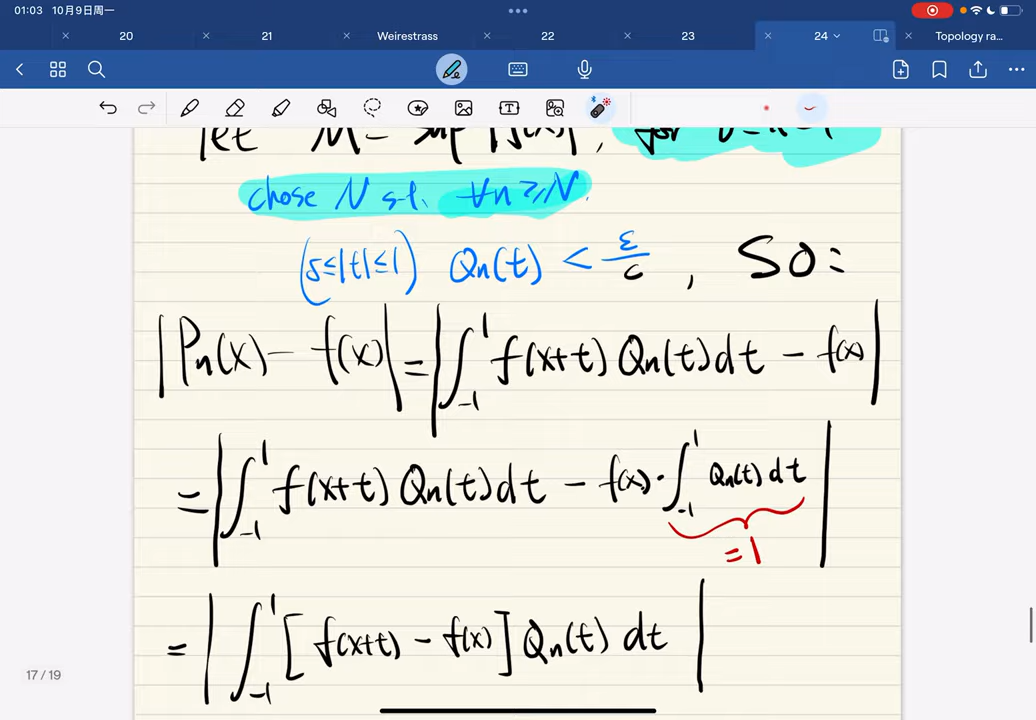 01:03 10月9日周一
20 21 Weirestrass 22 23 24 Topology ra...
let M = sup |f(x)|, for
chose N s.t. ∀n ≥ N.
(δ≤|t|≤1) Qn(t) < ε/c , SO:
|Pn(x) − f(x)| = |∫_{-1}^{1} f(x+t) Qn(t) dt − f(x)|
= |∫_{-1}^{1} f(x+t) Qn(t) dt − f(x)·∫_{-1}^{1} Qn(t) dt|
=1
= |∫_{-1}^{1} [f(x+t) − f(x)] Qn(t) dt|
17 / 19